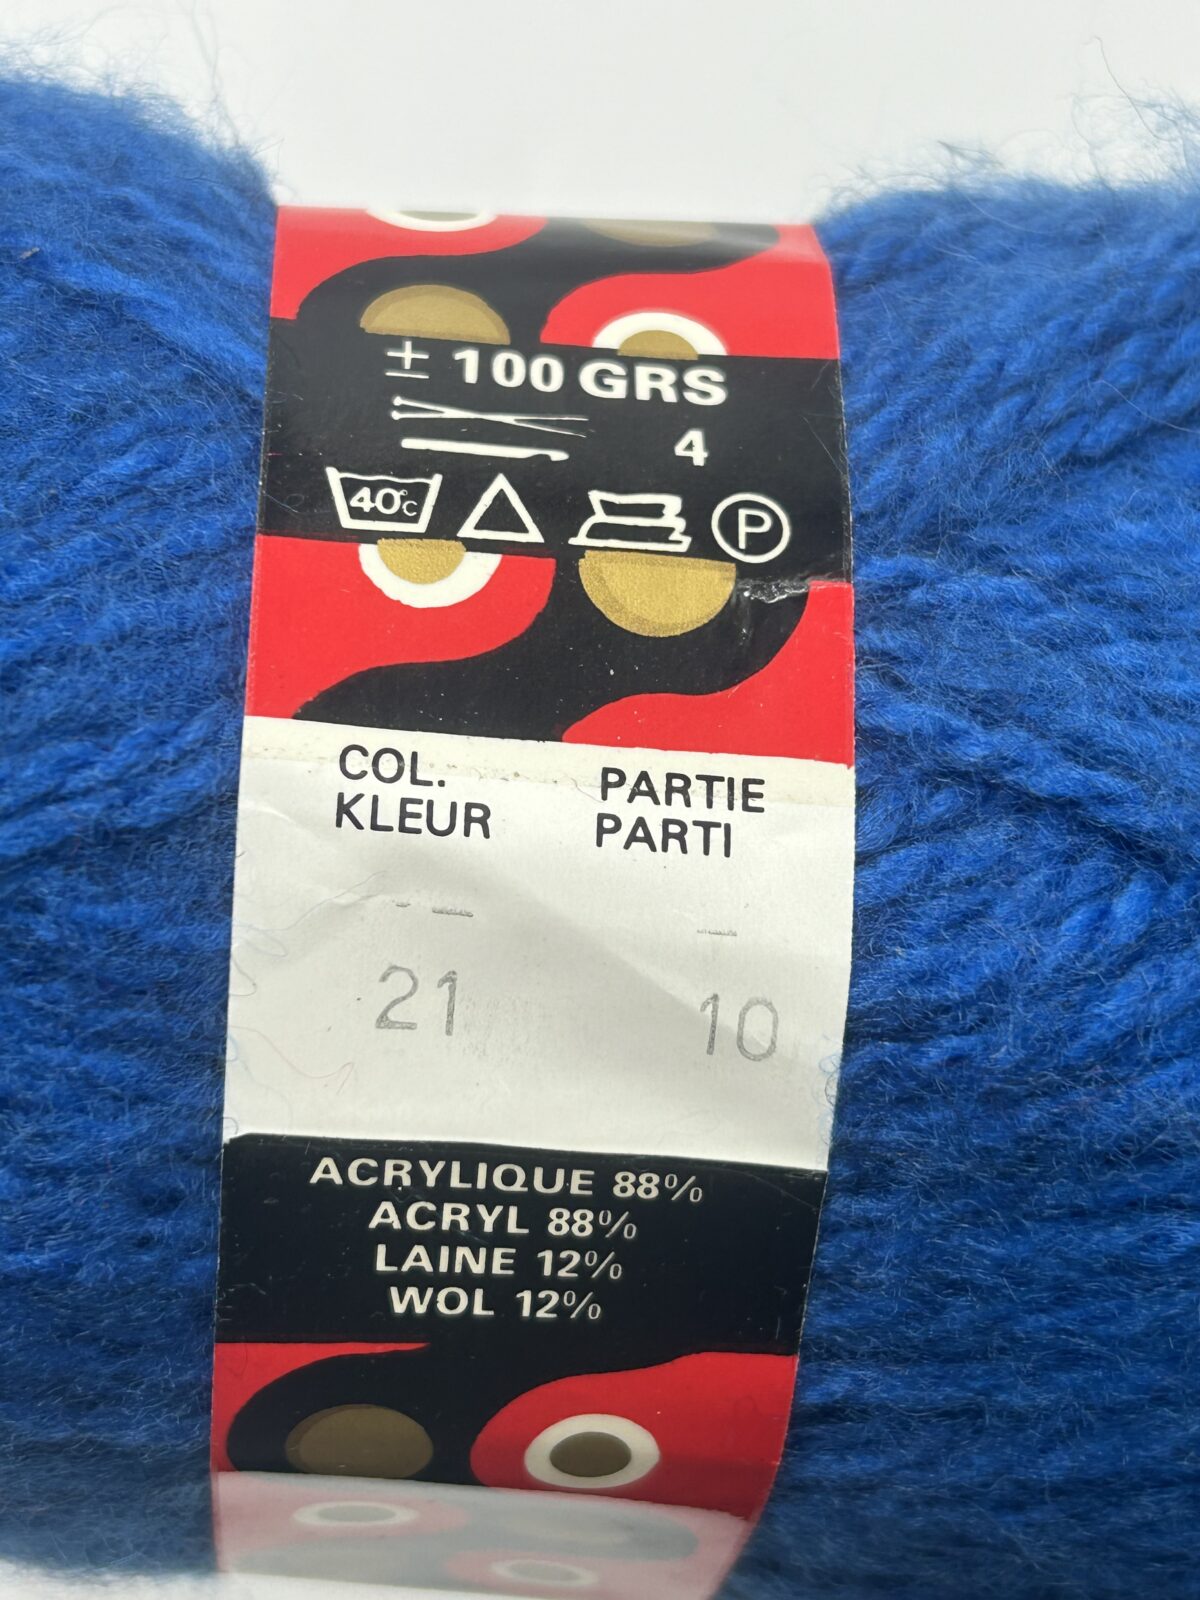 ± 100 GRS
4
40°C
P
COL. PARTIE
KLEUR PARTI
21 10
ACRYLIQUE 88%
ACRYL 88%
LAINE 12%
WOL 12%